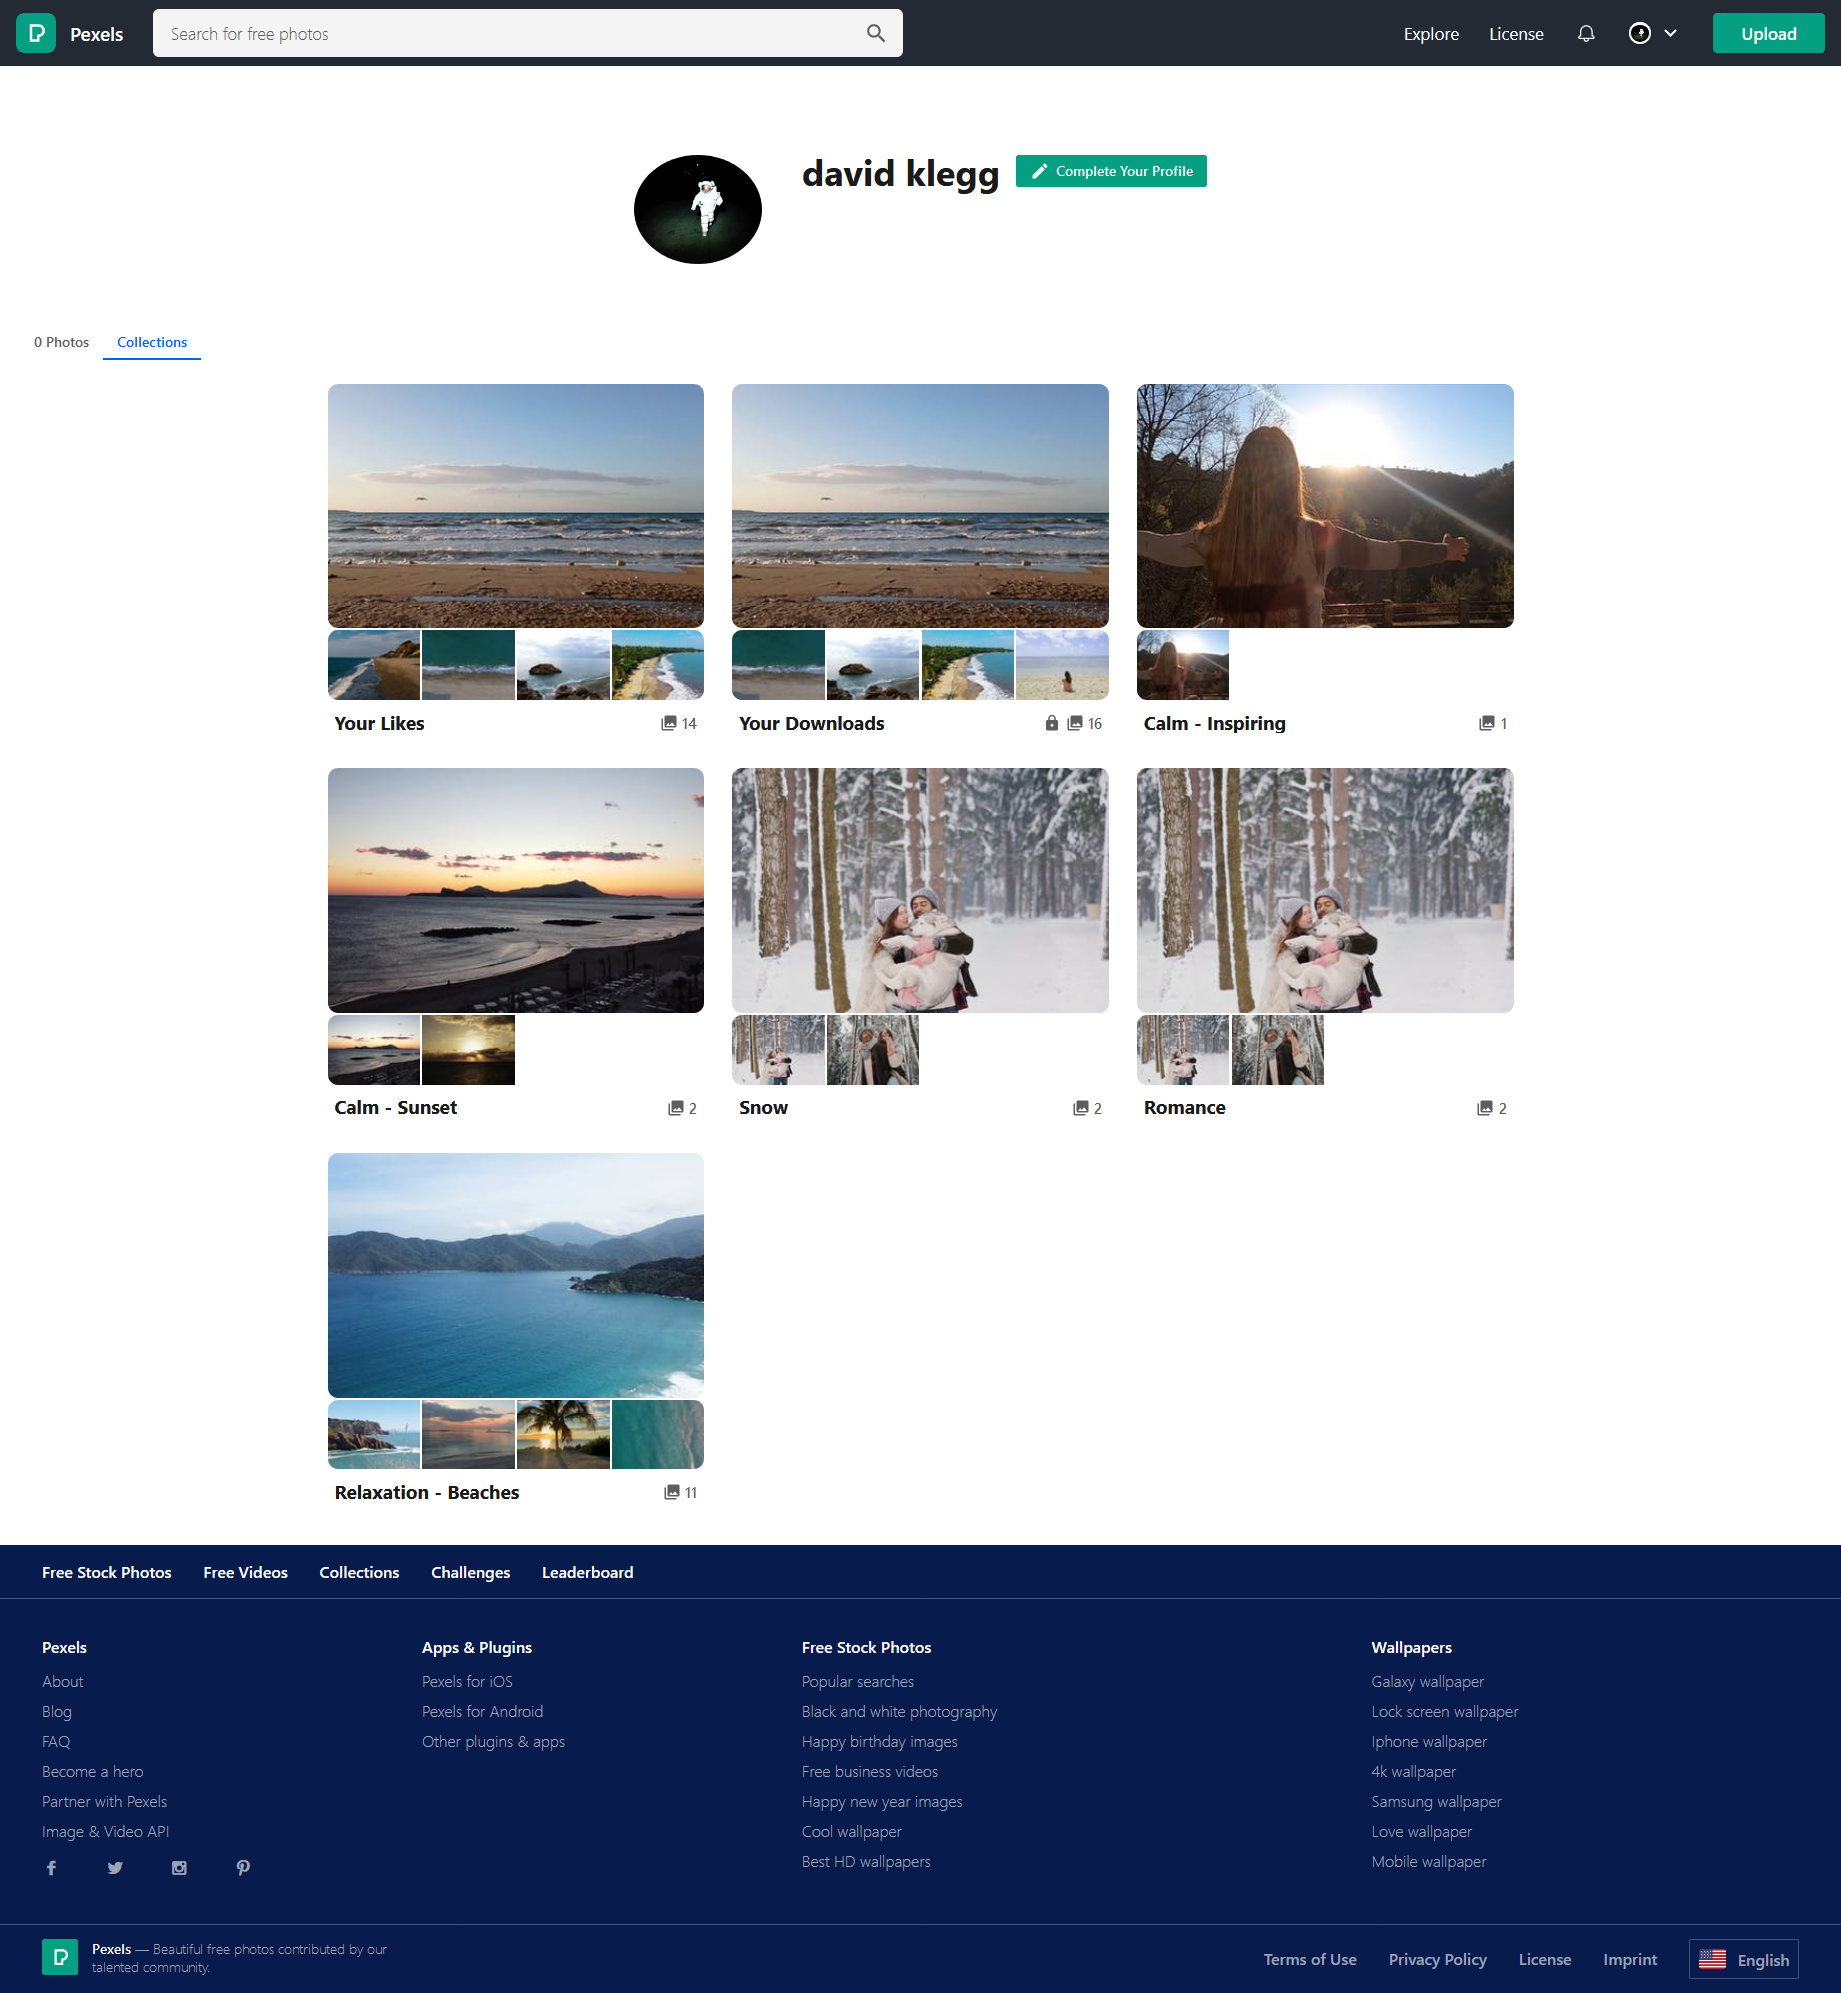 Pexels
Search for free photos
Explore
License
Upload
david klegg
Complete Your Profile
0 Photos
Collections
Your Likes
14
Your Downloads
16
Calm - Inspiring
1
Calm - Sunset
2
Snow
2
Romance
2
Relaxation - Beaches
11
Free Stock Photos
Free Videos
Collections
Challenges
Leaderboard
Pexels
About
Blog
FAQ
Become a hero
Partner with Pexels
Image & Video API
Apps & Plugins
Pexels for iOS
Pexels for Android
Other plugins & apps
Free Stock Photos
Popular searches
Black and white photography
Happy birthday images
Free business videos
Happy new year images
Cool wallpaper
Best HD wallpapers
Wallpapers
Galaxy wallpaper
Lock screen wallpaper
Iphone wallpaper
4k wallpaper
Samsung wallpaper
Love wallpaper
Mobile wallpaper
Pexels — Beautiful free photos contributed by our
talented community.
Terms of Use
Privacy Policy
License
Imprint
English